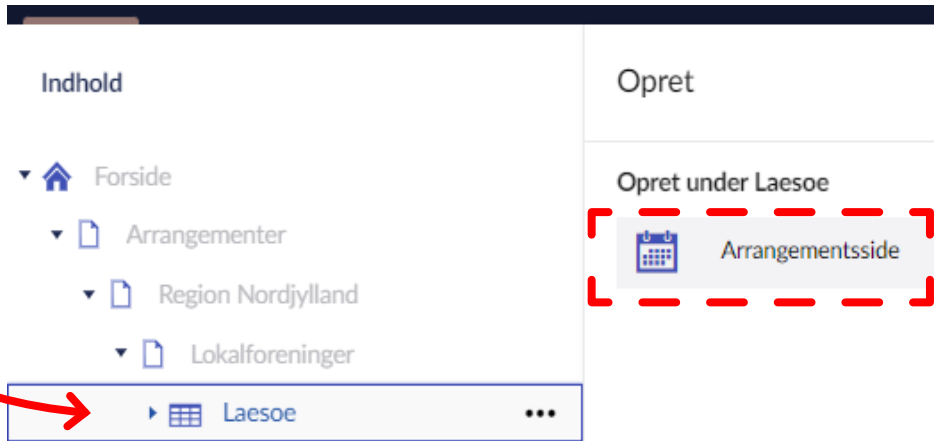 Indhold
Forside
Arrangementer
Region Nordjylland
Lokalforeninger
Laesoe
Opret
Opret under Laesoe
Arrangementsside